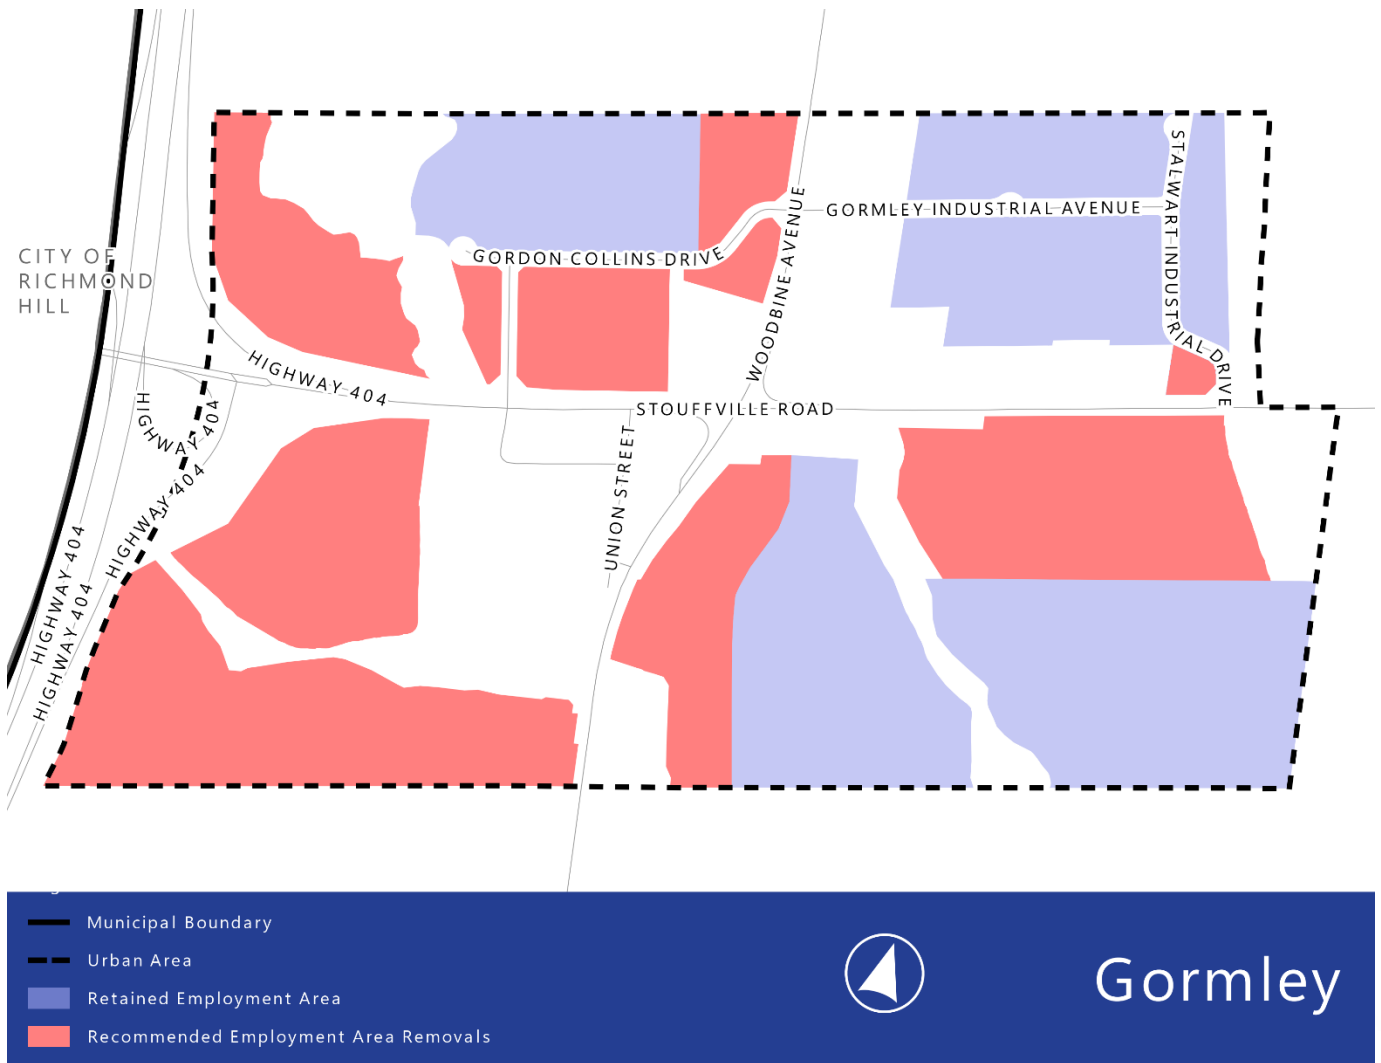 STALWART INDUSTRIAL DRIVE
GORMLEY INDUSTRIAL AVENUE
WOODBINE AVENUE
GORDON COLLINS DRIVE
CITY OF
RICHMOND
HILL
HIGHWAY 404
HIGHWAY 404
STOUFFVILLE ROAD
UNION STREET
HIGHWAY 404
HIGHWAY 404
HIGHWAY 404
Municipal Boundary
Urban Area
Retained Employment Area
Recommended Employment Area Removals
Gormley